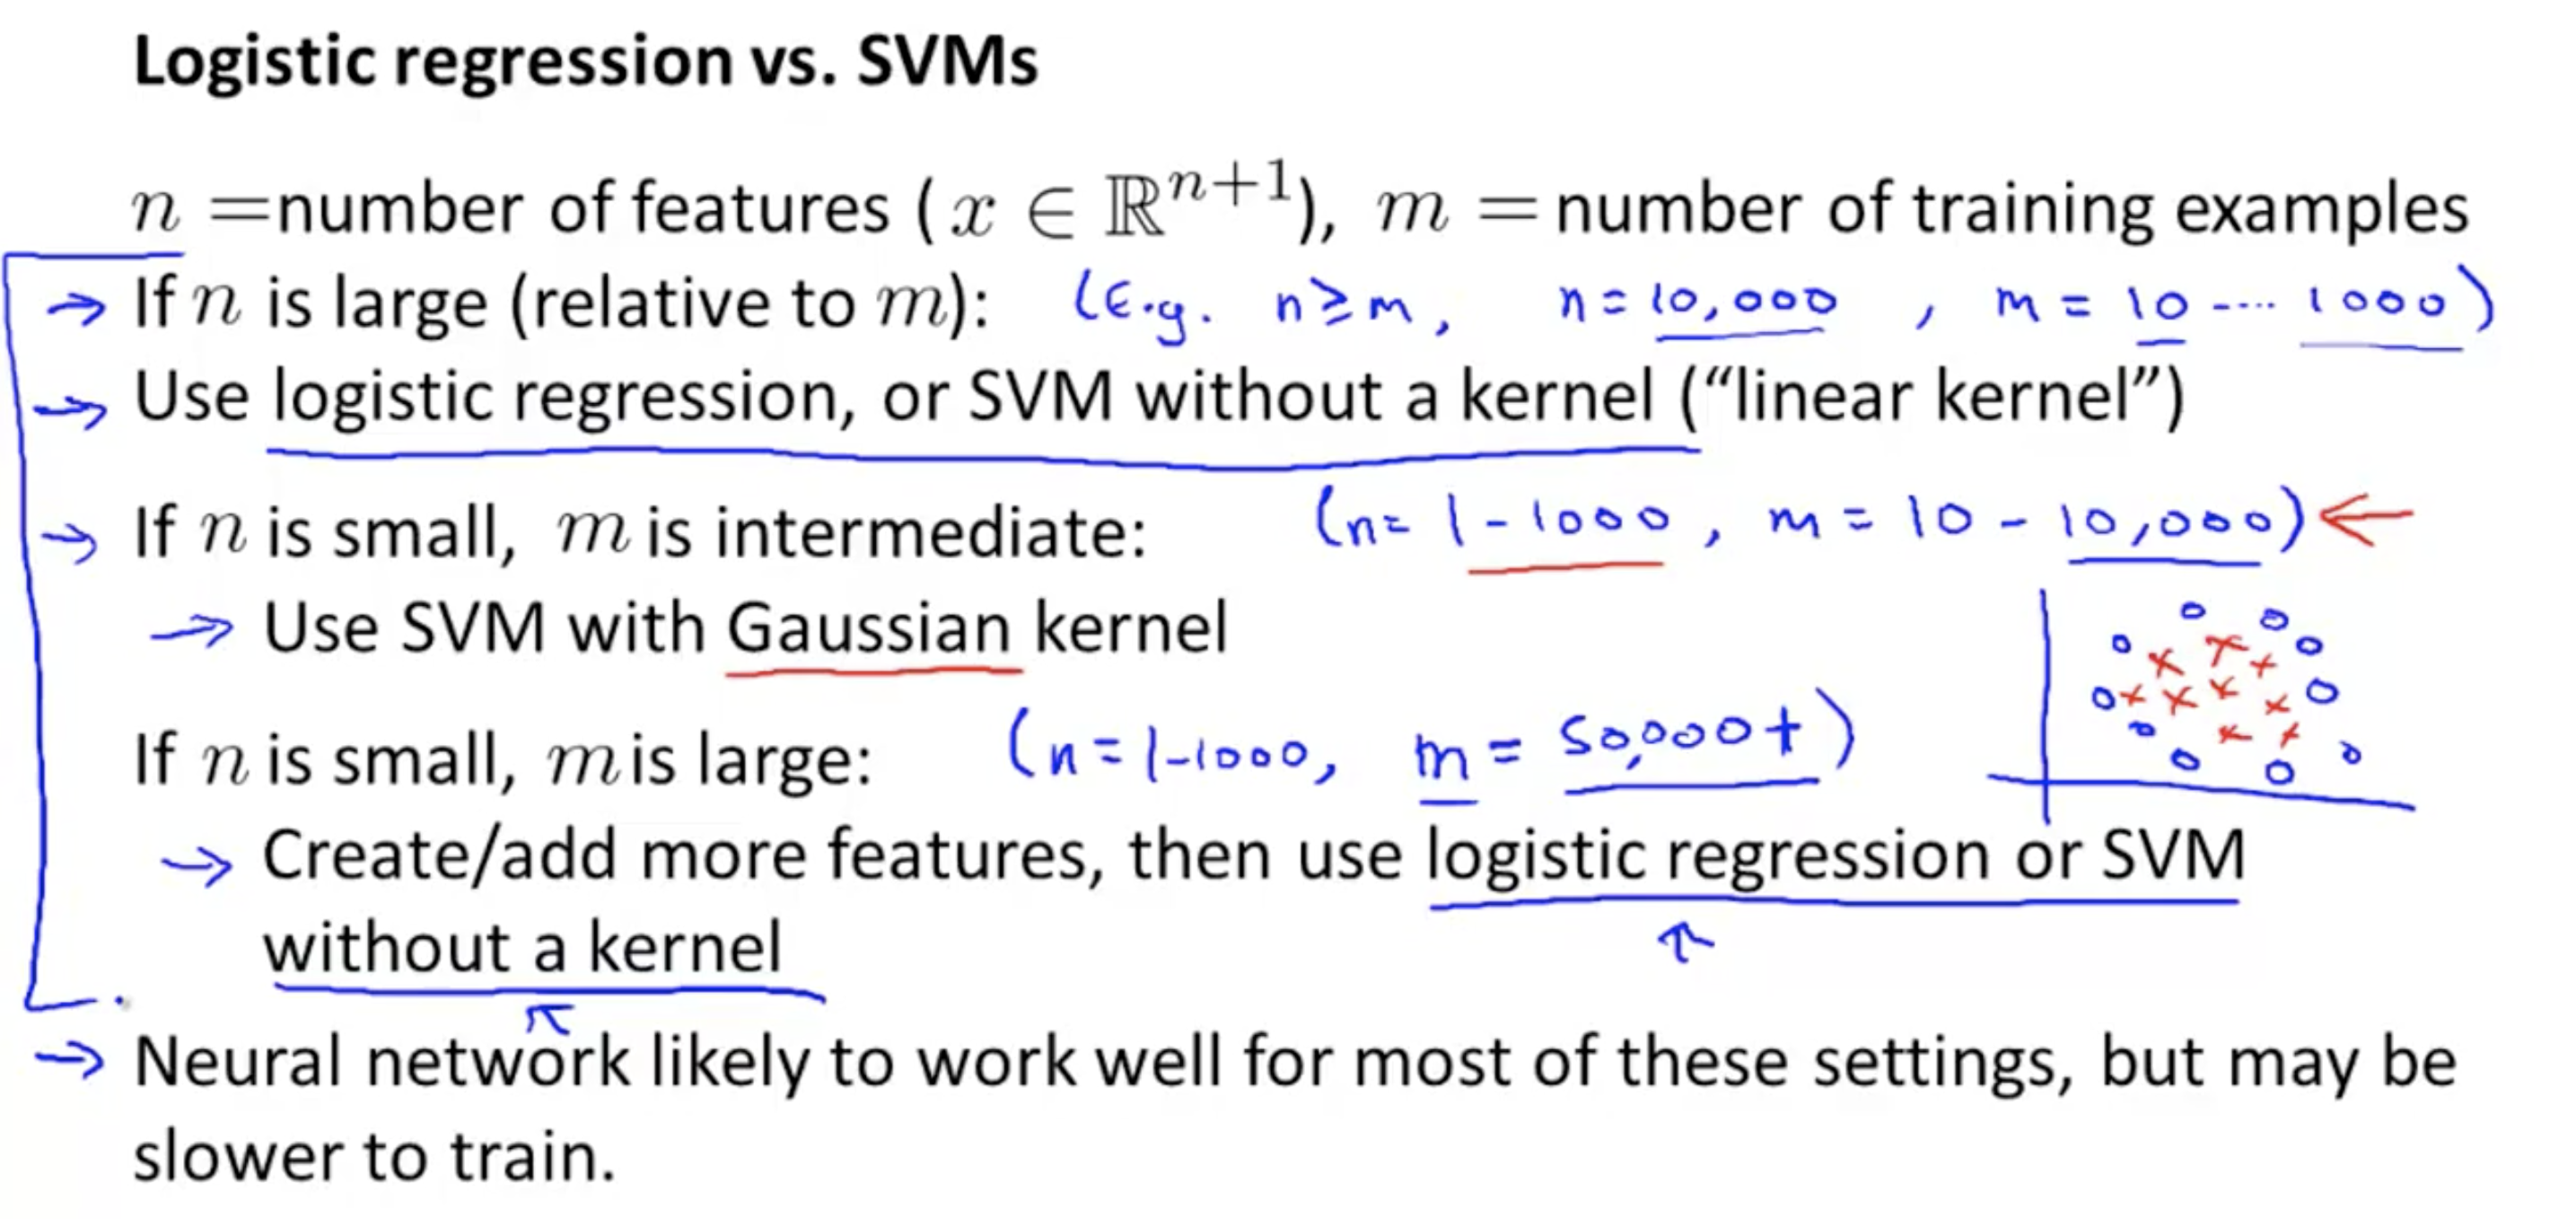 Logistic regression vs. SVMs
n =number of features (x ∈ ℝⁿ⁺¹), m = number of training examples
If n is large (relative to m): (E.g. n ≥ m, n = 10,000, m = 10 .... 1000)
Use logistic regression, or SVM without a kernel (“linear kernel”)
If n is small, m is intermediate: (n = 1 - 1000, m = 10 - 10,000)
Use SVM with Gaussian kernel
If n is small, m is large: (n = 1-1000, m = 50,000+)
Create/add more features, then use logistic regression or SVM
without a kernel
Neural network likely to work well for most of these settings, but may be
slower to train.